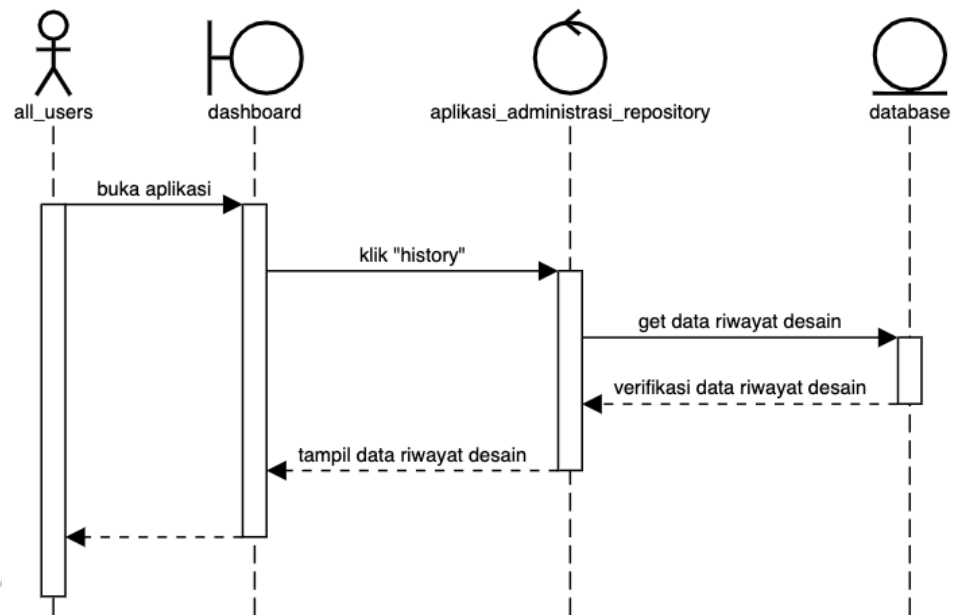 all_users
dashboard
aplikasi_administrasi_repository
database
buka aplikasi
klik "history"
get data riwayat desain
verifikasi data riwayat desain
tampil data riwayat desain